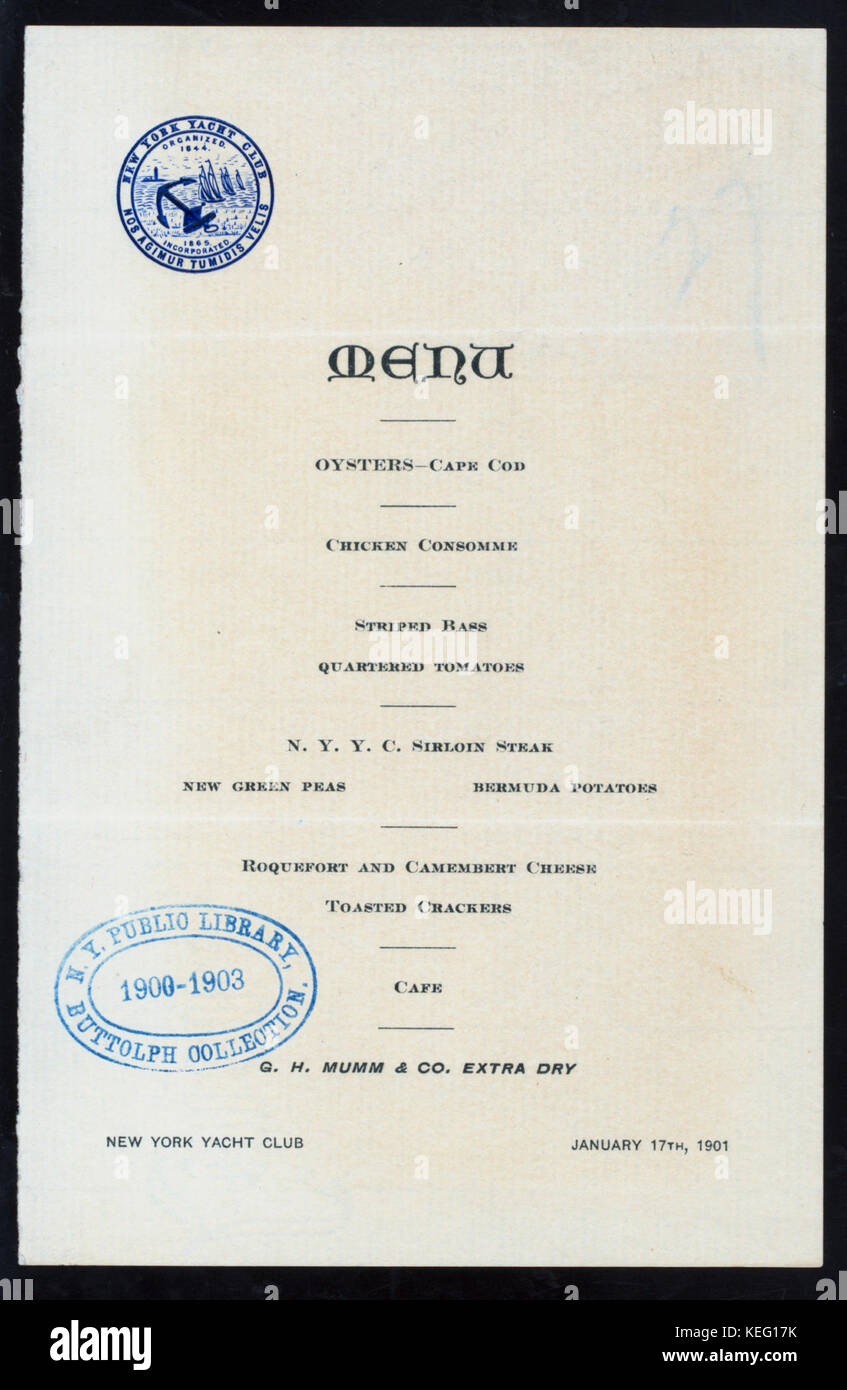 NEW YORK YACHT CLUB
ORGANIZED
1844.
1865
INCORPORATED
NOS AGIMUR TUMIDIS VELIS
MENU
OYSTERS—CAPE COD
CHICKEN CONSOMME
STRIPED BASS
QUARTERED TOMATOES
N. Y. Y. C. SIRLOIN STEAK
NEW GREEN PEAS BERMUDA POTATOES
ROQUEFORT AND CAMEMBERT CHEESE
TOASTED CRACKERS
N. Y. PUBLIC LIBRARY,
1900-1903
BUTTOLPH COLLECTION.
CAFE
G. H. MUMM & CO. EXTRA DRY
NEW YORK YACHT CLUB JANUARY 17TH, 1901
a
alamy
alamy
Image ID: KEG17K
www.alamy.com